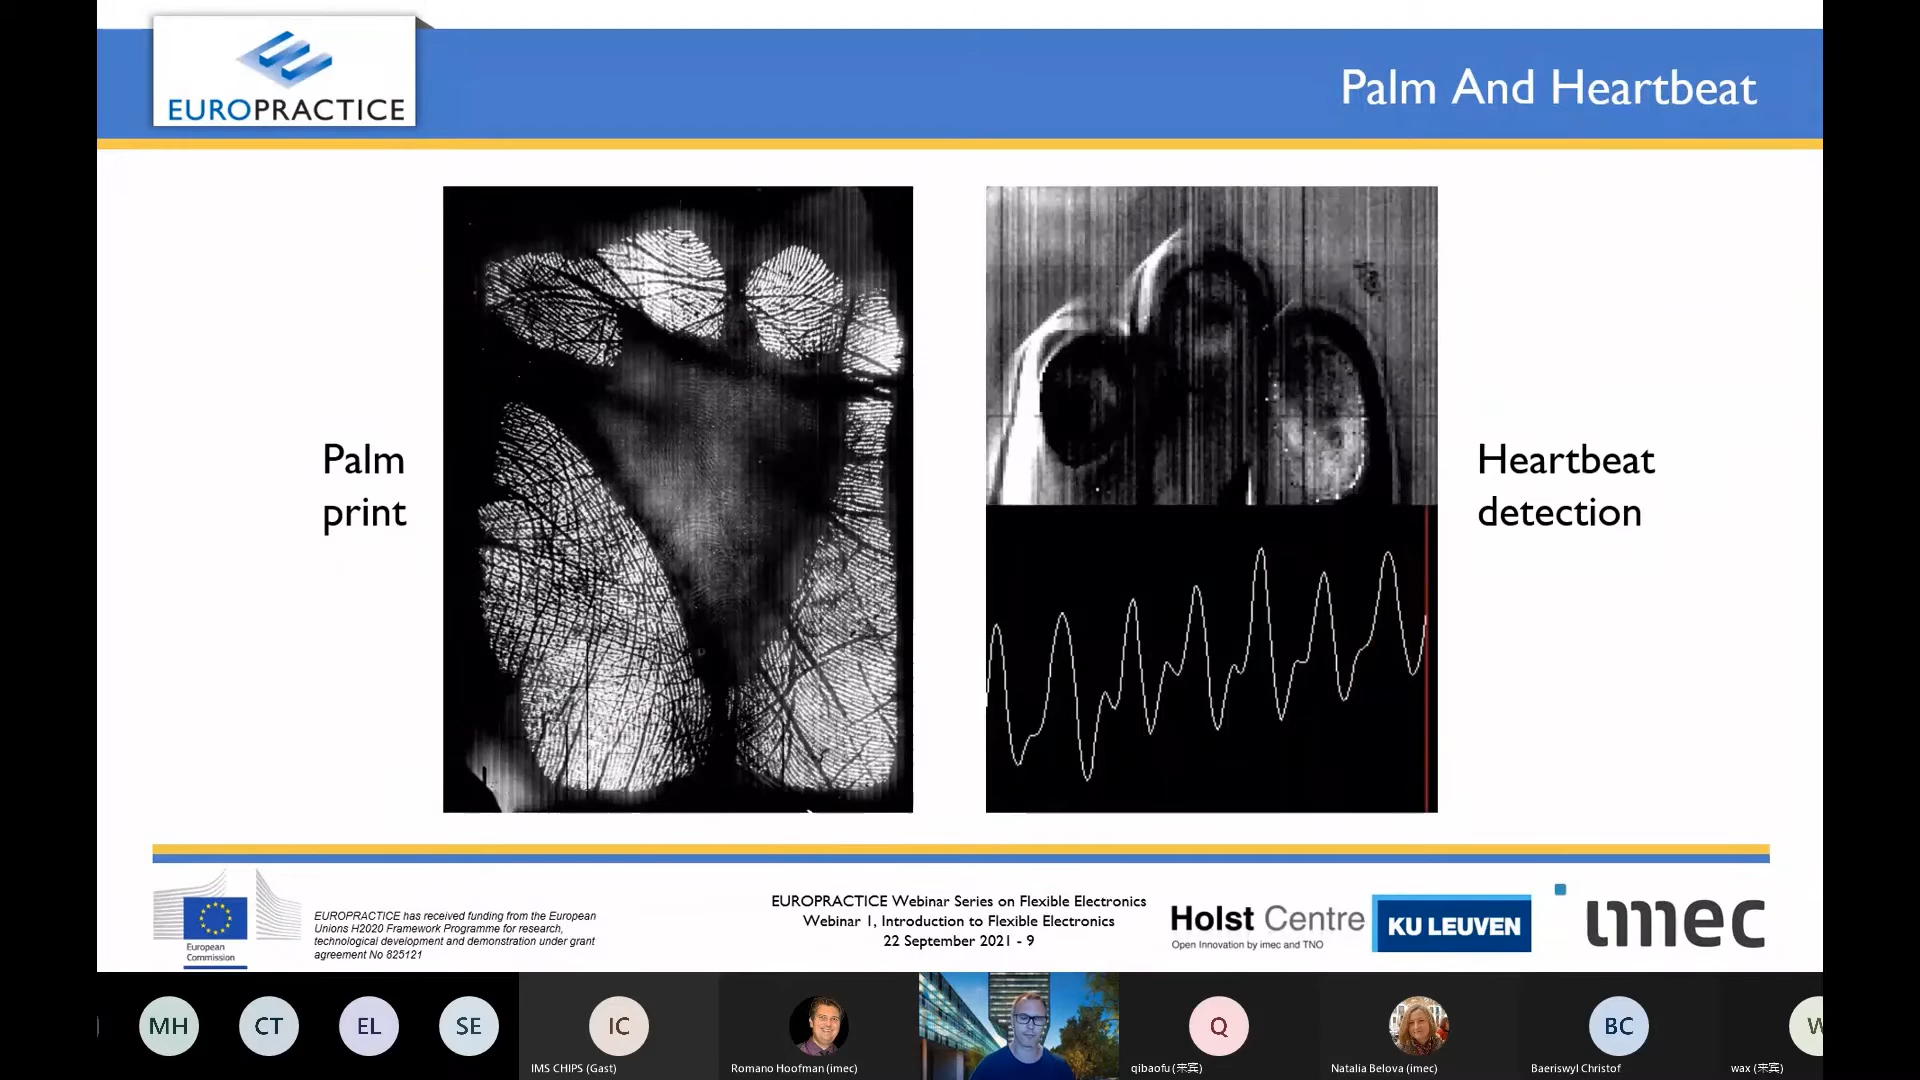 EUROPRACTICE
Palm And Heartbeat
Palm
print
Heartbeat
detection
European
Commission
EUROPRACTICE has received funding from the European
Unions H2020 Framework Programme for research,
technological development and demonstration under grant
agreement No 825121
EUROPRACTICE Webinar Series on Flexible Electronics
Webinar 1, Introduction to Flexible Electronics
22 September 2021 - 9
Holst Centre
Open Innovation by imec and TNO
KU LEUVEN
imec
MH
CT
EL
SE
IC
IMS CHIPS (Gast)
Romano Hoofman (imec)
Q
qibaofu (来宾)
Natalia Belova (imec)
BC
Baeriswyl Christof
W
wax (来宾)